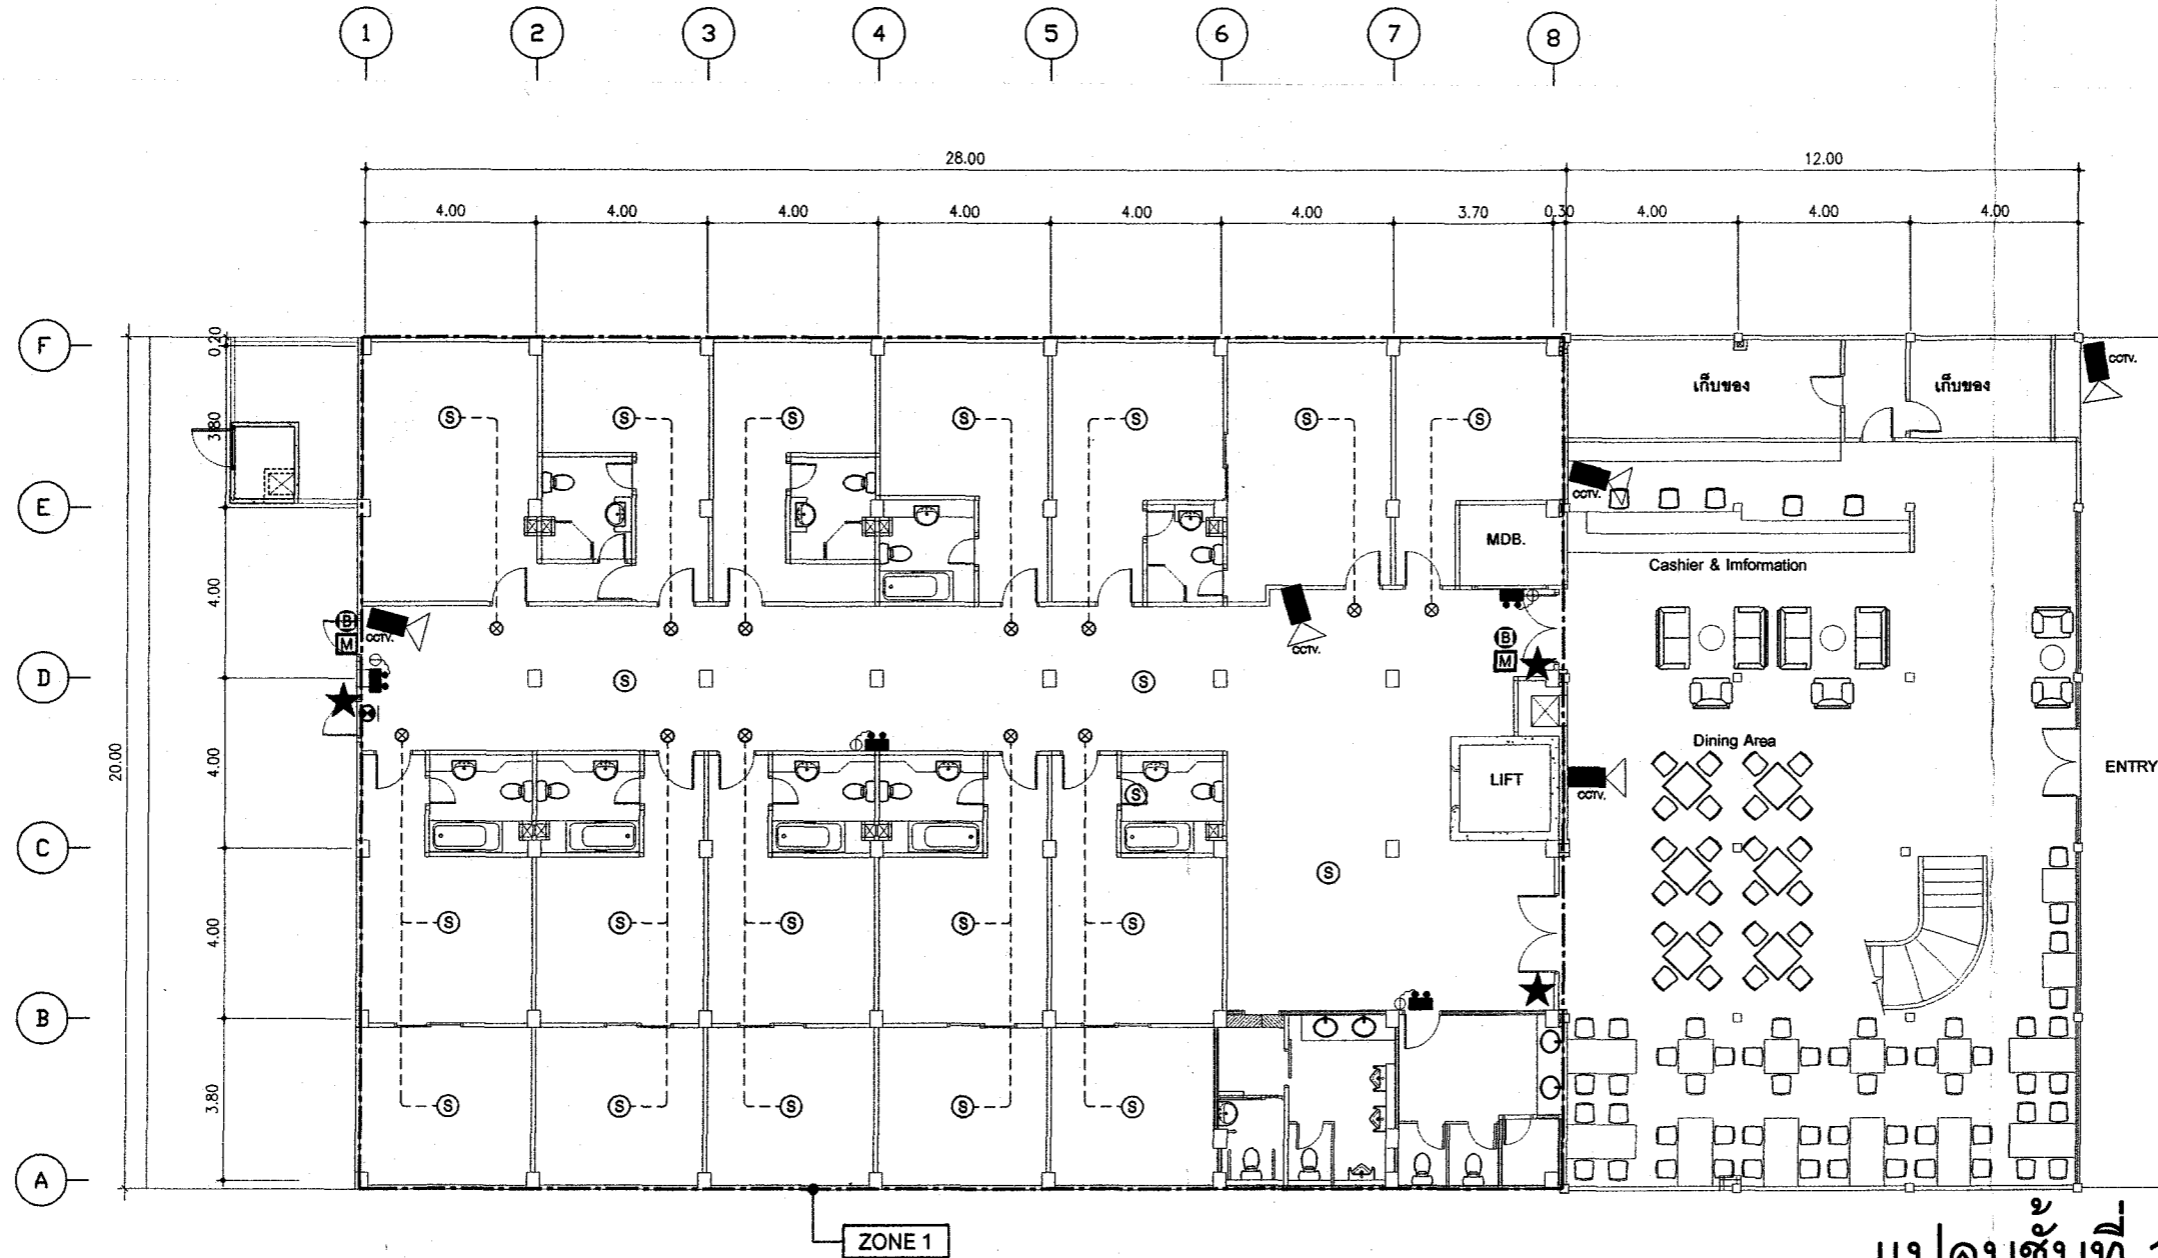 1 2 3 4 5 6 7 8
28.00 12.00
4.00 4.00 4.00 4.00 4.00 4.00 3.70 0.30 4.00 4.00 4.00
F
0.20
3.80
เก็บของ เก็บของ
CCTV.
S S S S S S S
E
CCTV.
MDB.
Cashier & Imformation
4.00
B
M
CCTV.
CCTV.
B
M
D
S S
20.00
4.00
Dining Area
LIFT
CCTV.
ENTRY
S
C
S
4.00
S S S S S
B
3.80
S S S S S
A
ZONE 1